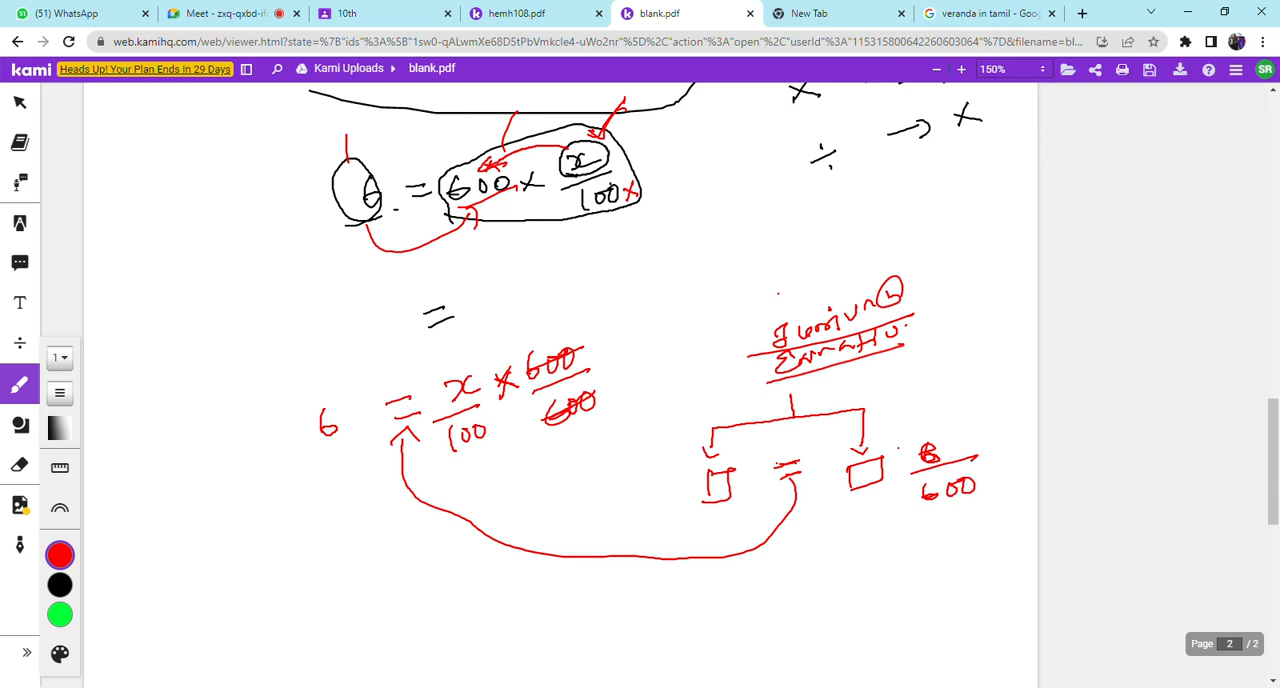 WhatsApp
Meet - zxq-qxbd-if
10th
hemh108.pdf
blank.pdf
New Tab
veranda in tamil - Goog
web.kamihq.com/web/viewer.html?state=%7B"ids"%3A%5B"1sw0-qALwmXe68D5tPbVmkcle4-uWo2nr"%5D%2C"action"%3A"open"%2C"userId"%3A"115315800642260603064"%7D&filename=bl...
kami
Heads Up! Your Plan Ends In 29 Days
Kami Uploads
blank.pdf
150%
SR
×
÷ → ×
6 = 600 × x/100 ×
=
6 = x/100 × 600/600
□ = □ 6/600
T
1
Page 2 / 2